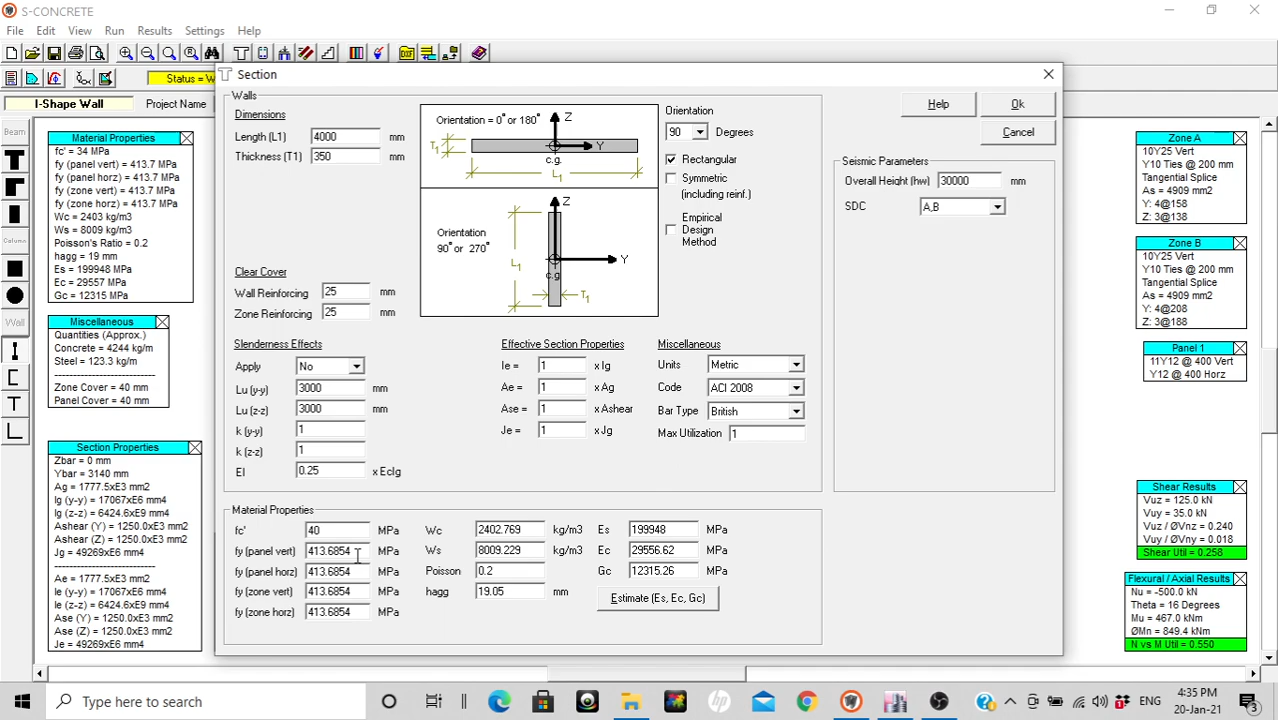 S-CONCRETE
File Edit View Run Results Settings Help
Status = W
I-Shape Wall
Project Name
Beam
Column
Wall
Material Properties
fc' = 34 MPa
fy (panel vert) = 413.7 MPa
fy (panel horz) = 413.7 MPa
fy (zone vert) = 413.7 MPa
fy (zone horz) = 413.7 MPa
Wc = 2403 kg/m3
Ws = 8009 kg/m3
Poisson's Ratio = 0.2
hagg = 19 mm
Es = 199948 MPa
Ec = 29557 MPa
Gc = 12315 MPa
Miscellaneous
Quantities (Approx.)
Concrete = 4244 kg/m
Steel = 123.3 kg/m
Zone Cover = 40 mm
Panel Cover = 40 mm
Section Properties
Zbar = 0 mm
Ybar = 3140 mm
Ag = 1777.5xE3 mm2
Ig (y-y) = 17067xE6 mm4
Ig (z-z) = 6424.6xE9 mm4
Ashear (Y) = 1250.0xE3 mm2
Ashear (Z) = 1250.0xE3 mm2
Jg = 49269xE6 mm4
Ae = 1777.5xE3 mm2
Ie (y-y) = 17067xE6 mm4
Ie (z-z) = 6424.6xE9 mm4
Ase (Y) = 1250.0xE3 mm2
Ase (Z) = 1250.0xE3 mm2
Je = 49269xE6 mm4
Section
Walls
Dimensions
Length (L1) 4000 mm
Thickness (T1) 350 mm
Clear Cover
Wall Reinforcing 25 mm
Zone Reinforcing 25 mm
Orientation = 0° or 180°
Z
Y
T1
c.g.
L1
Orientation
90° or 270°
Z
Y
L1
c.g
T1
Orientation
90 Degrees
Rectangular
Symmetric
(including reinf.)
Empirical
Design
Method
Help
Ok
Cancel
Seismic Parameters
Overall Height (hw) 30000 mm
SDC A,B
Slenderness Effects
Apply No
Lu (y-y) 3000 mm
Lu (z-z) 3000 mm
k (y-y) 1
k (z-z) 1
EI 0.25 x EcIg
Effective Section Properties
Ie = 1 x Ig
Ae = 1 x Ag
Ase = 1 x Ashear
Je = 1 x Jg
Miscellaneous
Units Metric
Code ACI 2008
Bar Type British
Max Utilization 1
Material Properties
fc' 40 MPa
fy (panel vert) 413.6854 MPa
fy (panel horz) 413.6854 MPa
fy (zone vert) 413.6854 MPa
fy (zone horz) 413.6854 MPa
Wc 2402.769 kg/m3
Ws 8009.229 kg/m3
Poisson 0.2
hagg 19.05 mm
Es 199948 MPa
Ec 29556.62 MPa
Gc 12315.26 MPa
Estimate (Es, Ec, Gc)
Zone A
10Y25 Vert
Y10 Ties @ 200 mm
Tangential Splice
As = 4909 mm2
Y: 4@158
Z: 3@138
Zone B
10Y25 Vert
Y10 Ties @ 200 mm
Tangential Splice
As = 4909 mm2
Y: 4@208
Z: 3@188
Panel 1
11Y12 @ 400 Vert
Y12 @ 400 Horz
Shear Results
Vuz = 125.0 kN
Vuy = 35.0 kN
Vuz / ØVnz = 0.240
Vuy / ØVny = 0.018
Shear Util = 0.258
Flexural / Axial Results
Nu = -500.0 kN
Theta = 16 Degrees
Mu = 467.0 kNm
ØMn = 849.4 kNm
N vs M Util = 0.550
Type here to search
hp
ENG
4:35 PM
20-Jan-21
3